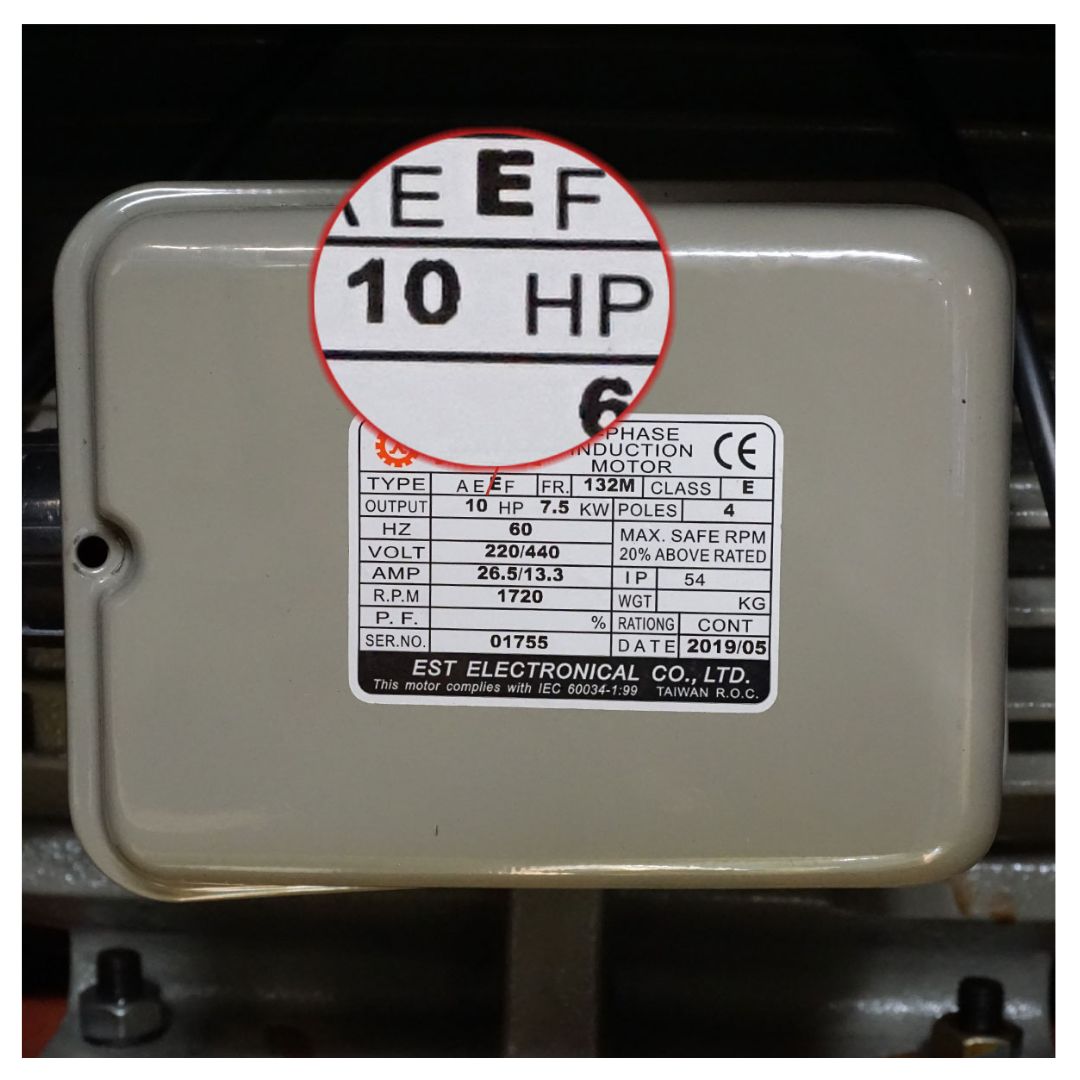 E E F
10 HP
6
PHASE
INDUCTION
MOTOR
CE
TYPE AEEF FR. 132M CLASS E
OUTPUT 10 HP 7.5 KW POLES 4
HZ 60 MAX. SAFE RPM
VOLT 220/440 20% ABOVE RATED
AMP 26.5/13.3 IP 54
R.P.M 1720 WGT KG
P. F. % RATIONG CONT
SER.NO. 01755 DATE 2019/05
EST ELECTRONICAL CO., LTD.
This motor complies with IEC 60034-1:99 TAIWAN R.O.C.